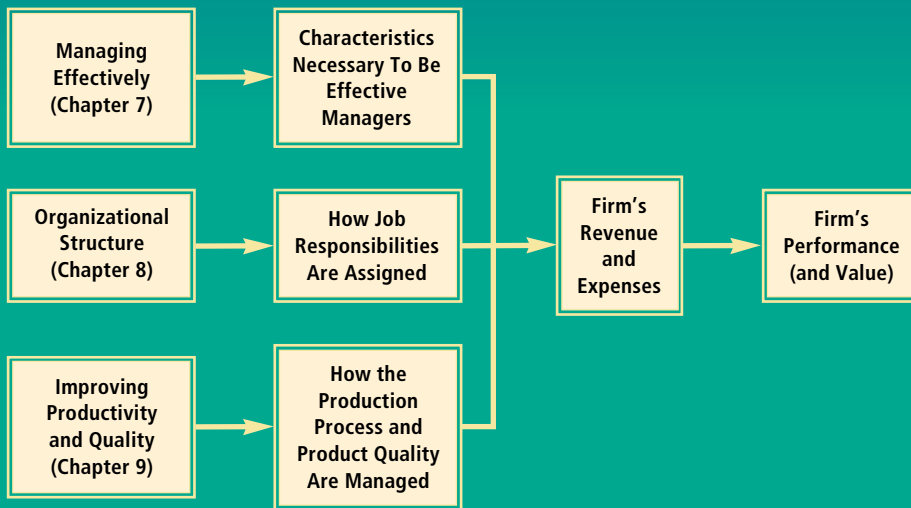 Managing
Effectively
(Chapter 7)
Characteristics
Necessary To Be
Effective
Managers
Organizational
Structure
(Chapter 8)
How Job
Responsibilities
Are Assigned
Firm's
Revenue
and
Expenses
Firm's
Performance
(and Value)
Improving
Productivity
and Quality
(Chapter 9)
How the
Production
Process and
Product Quality
Are Managed